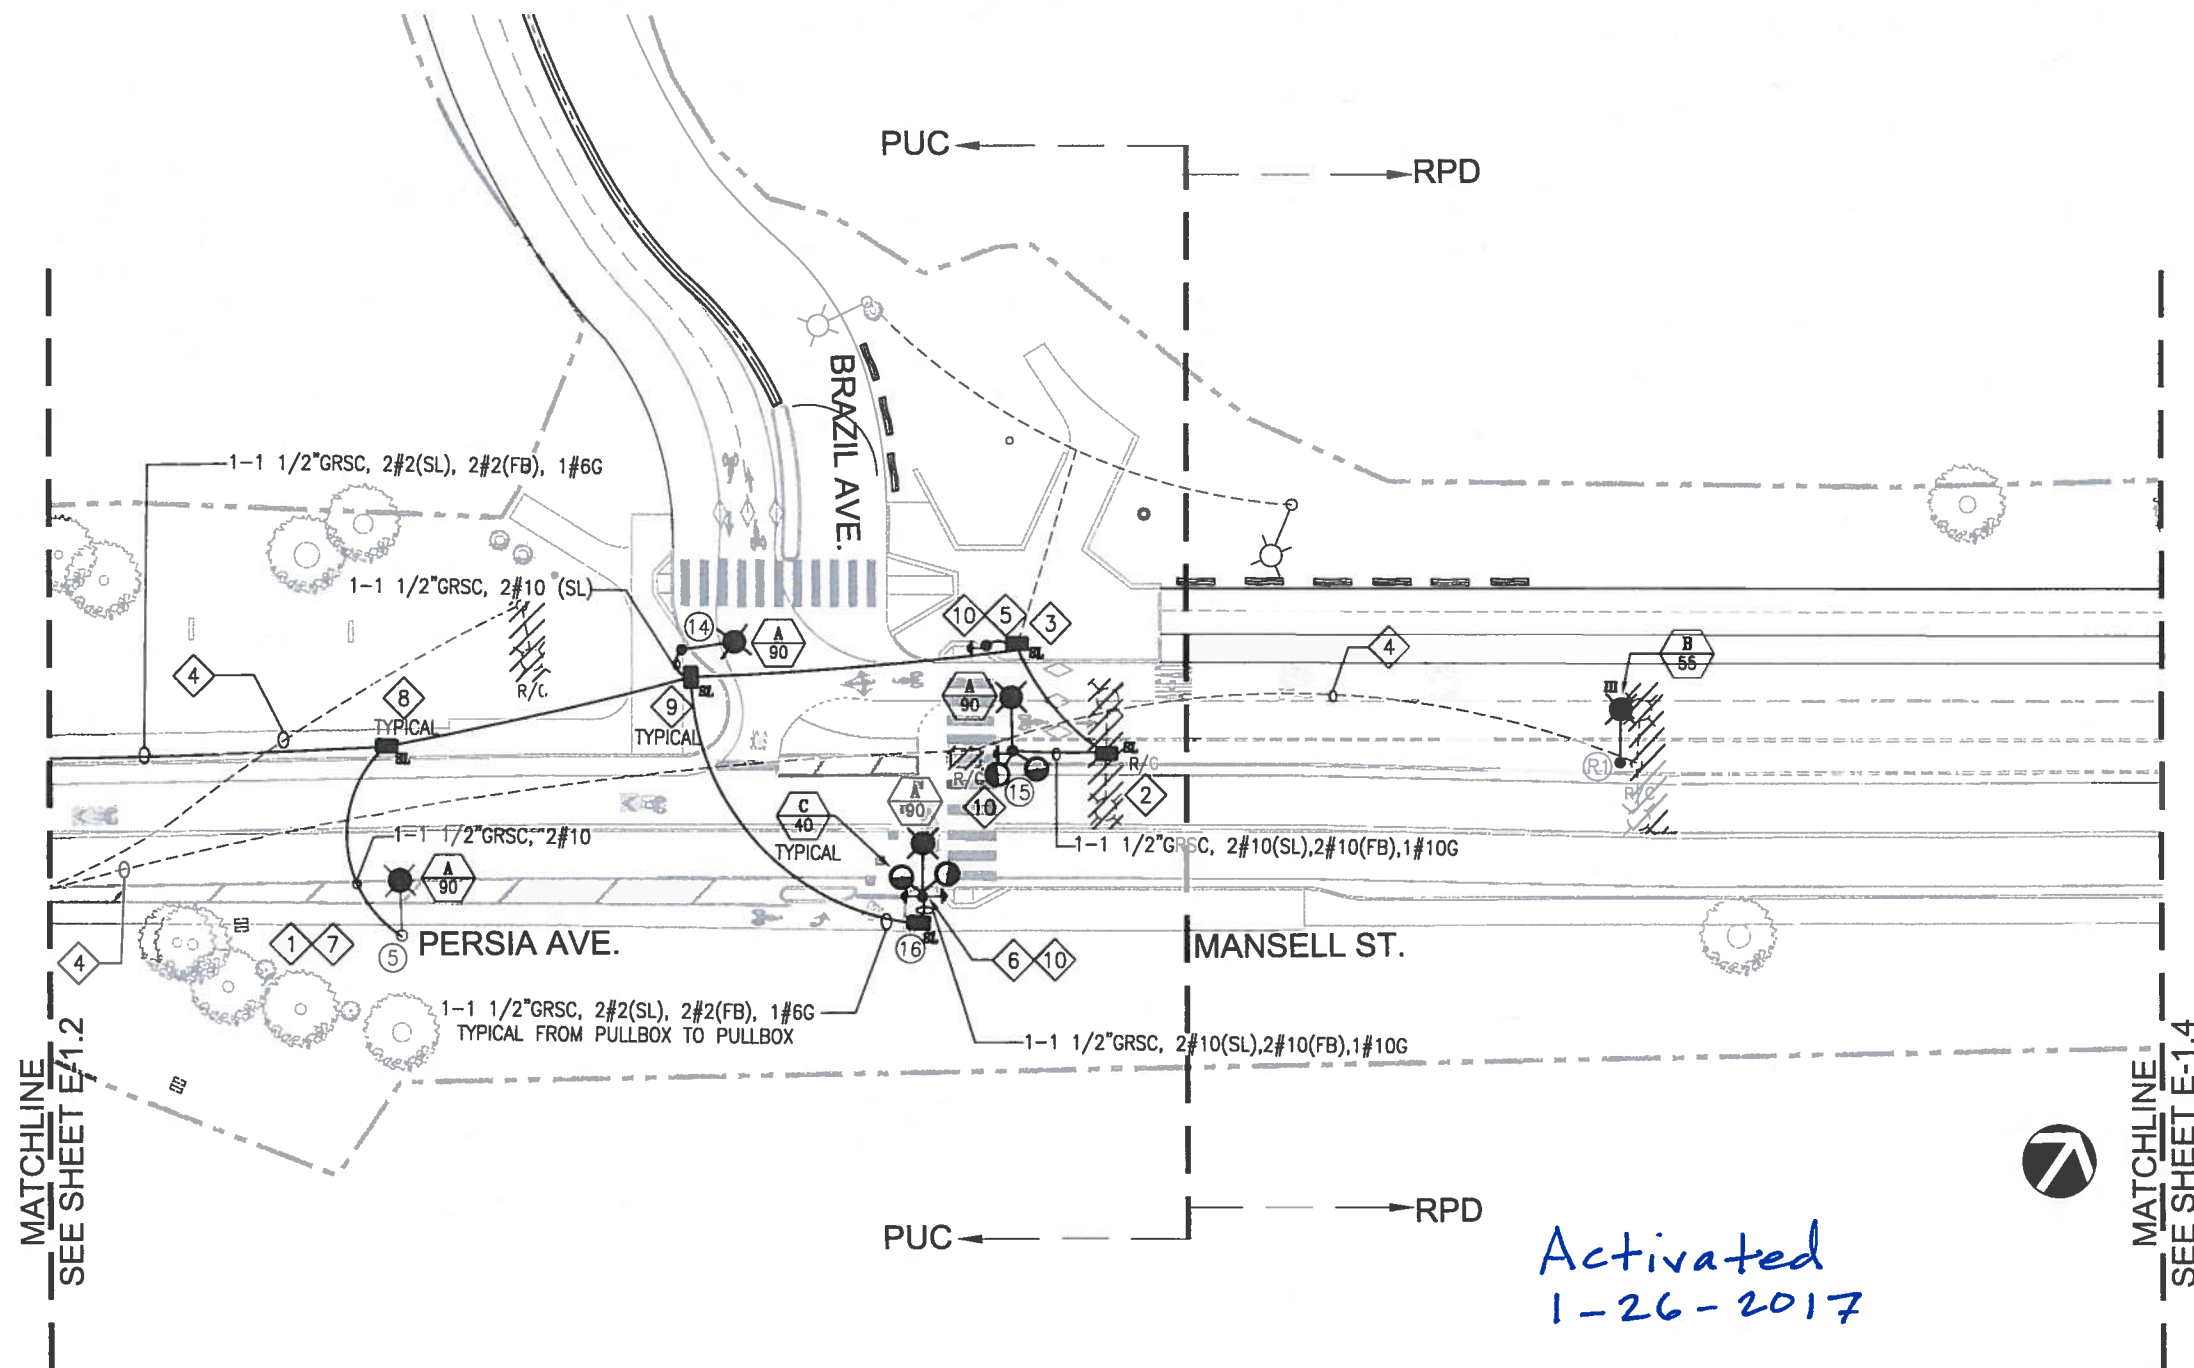 PUC
RPD
BRAZIL AVE.
1-1 1/2"GRSC, 2#2(SL), 2#2(FB), 1#6G
1-1 1/2"GRSC, 2#10 (SL)
R/C
14
A
90
10
5
3
SL
4
4
B
55
III
8
TYPICAL
SL
9
TYPICAL
SL
A
90
SL
R/C
R/C
2
R1
R/C
10
15
A
90
C
40
TYPICAL
1-1 1/2"GRSC, 2#10
1-1 1/2"GRSC, 2#10(SL),2#10(FB),1#10G
A
90
1
7
5
PERSIA AVE.
4
16
SL
6
10
MANSELL ST.
1-1 1/2"GRSC, 2#2(SL), 2#2(FB), 1#6G
TYPICAL FROM PULLBOX TO PULLBOX
1-1 1/2"GRSC, 2#10(SL),2#10(FB),1#10G
MATCHLINE
SEE SHEET E-1.2
MATCHLINE
SEE SHEET E-1.4
PUC
RPD
Activated
1-26-2017